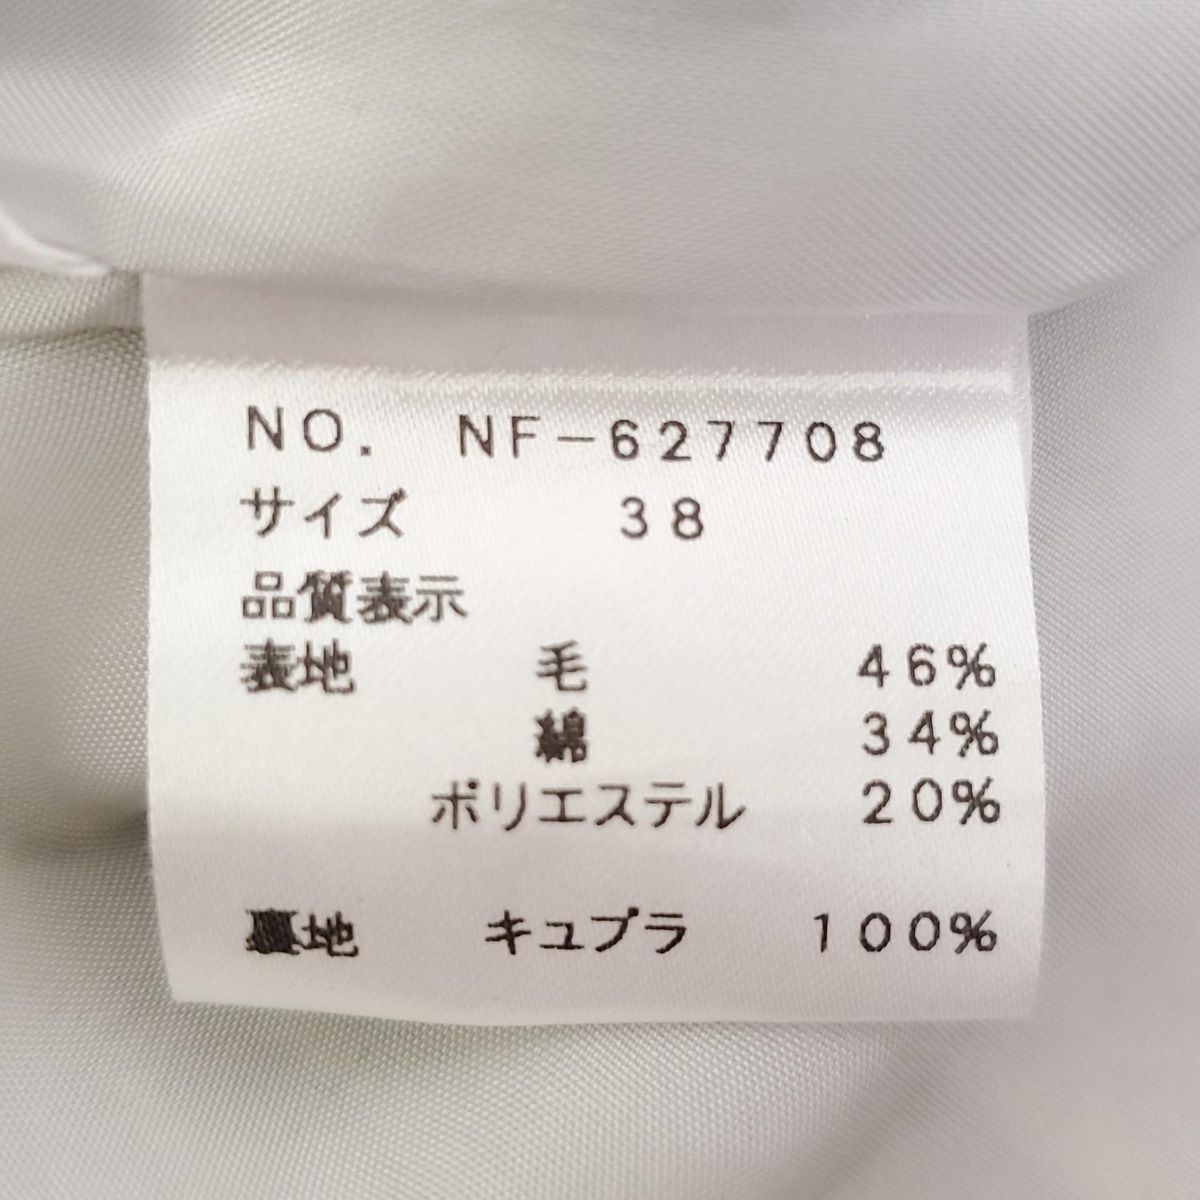 NO. NF-627708
サイズ 38
品質表示
表地 毛 46%
綿 34%
ポリエステル 20%
裏地 キュプラ 100%